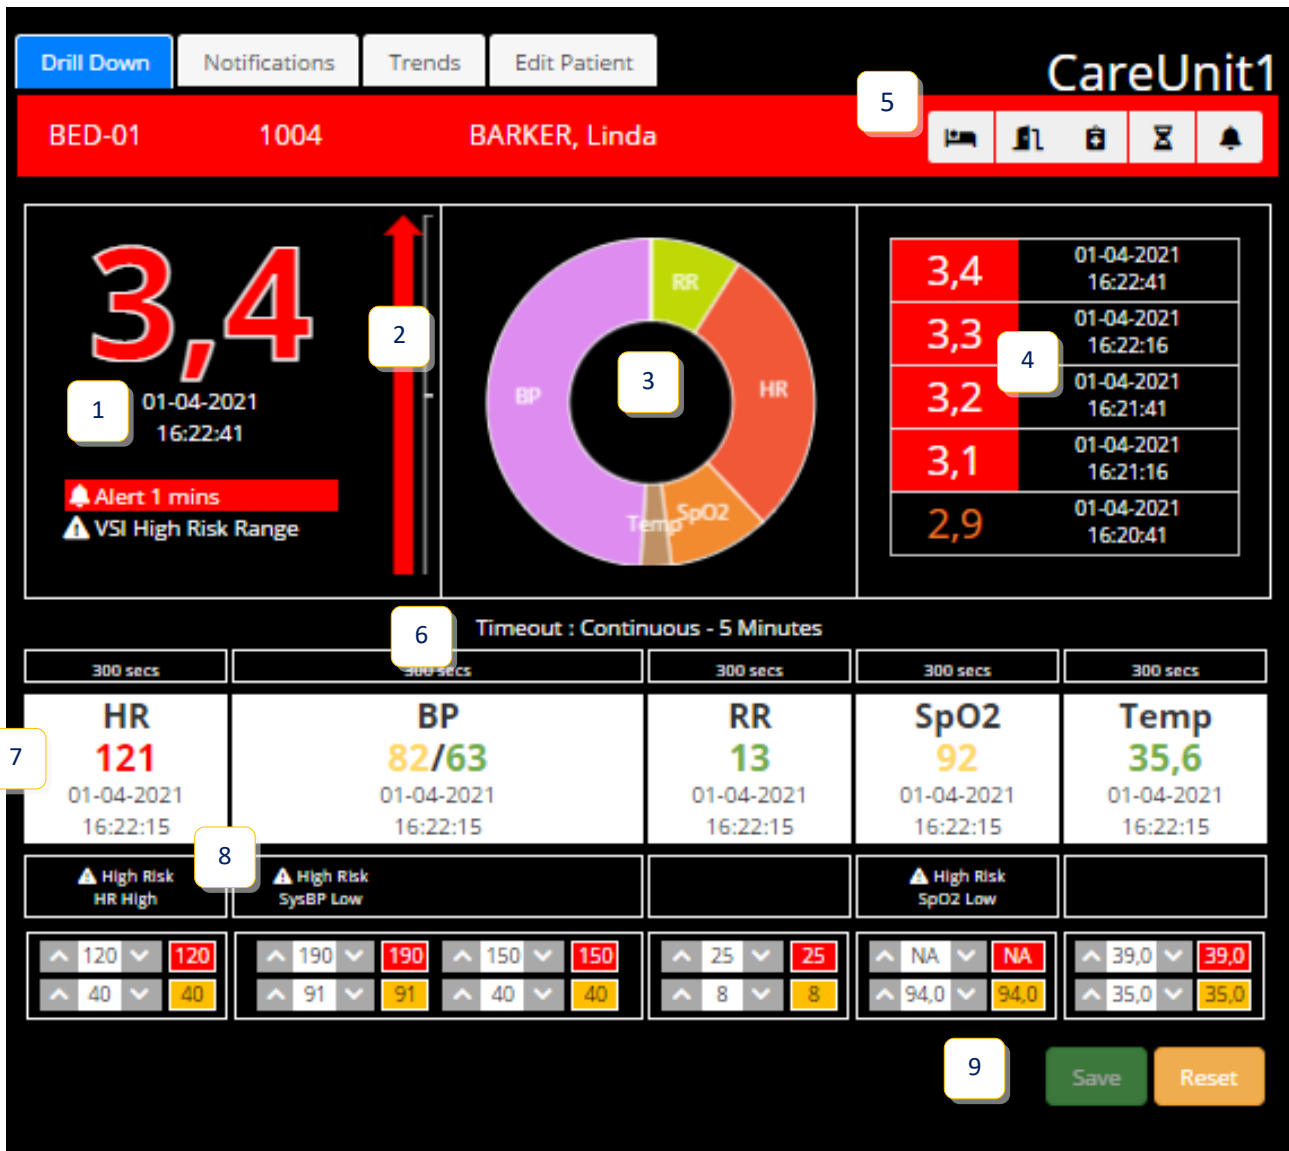 Drill Down Notifications Trends Edit Patient
CareUnit1
5
BED-01 1004 BARKER, Linda
3,4
01-04-2021
16:22:41
1
Alert 1 mins
VSI High Risk Range
2
RR
HR
SpO2
Temp
BP
3
3,4 01-04-2021
16:22:41
3,3 01-04-2021
16:22:16
4
3,2 01-04-2021
16:21:41
3,1 01-04-2021
16:21:16
2,9 01-04-2021
16:20:41
6
Timeout : Continuous - 5 Minutes
300 secs 300 secs 300 secs 300 secs 300 secs
HR BP RR SpO2 Temp
7
121 82/63 13 92 35,6
01-04-2021 01-04-2021 01-04-2021 01-04-2021 01-04-2021
16:22:15 16:22:15 16:22:15 16:22:15 16:22:15
8
High Risk High Risk High Risk
HR High SysBP Low SpO2 Low
120 120 190 190 150 150 25 25 NA NA 39,0 39,0
40 40 91 91 40 40 8 8 94,0 94,0 35,0 35,0
9
Save Reset